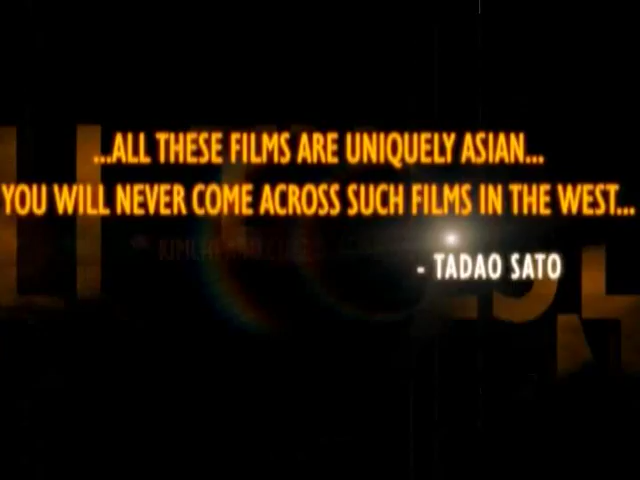 ...ALL THESE FILMS ARE UNIQUELY ASIAN...
YOU WILL NEVER COME ACROSS SUCH FILMS IN THE WEST...
- TADAO SATO